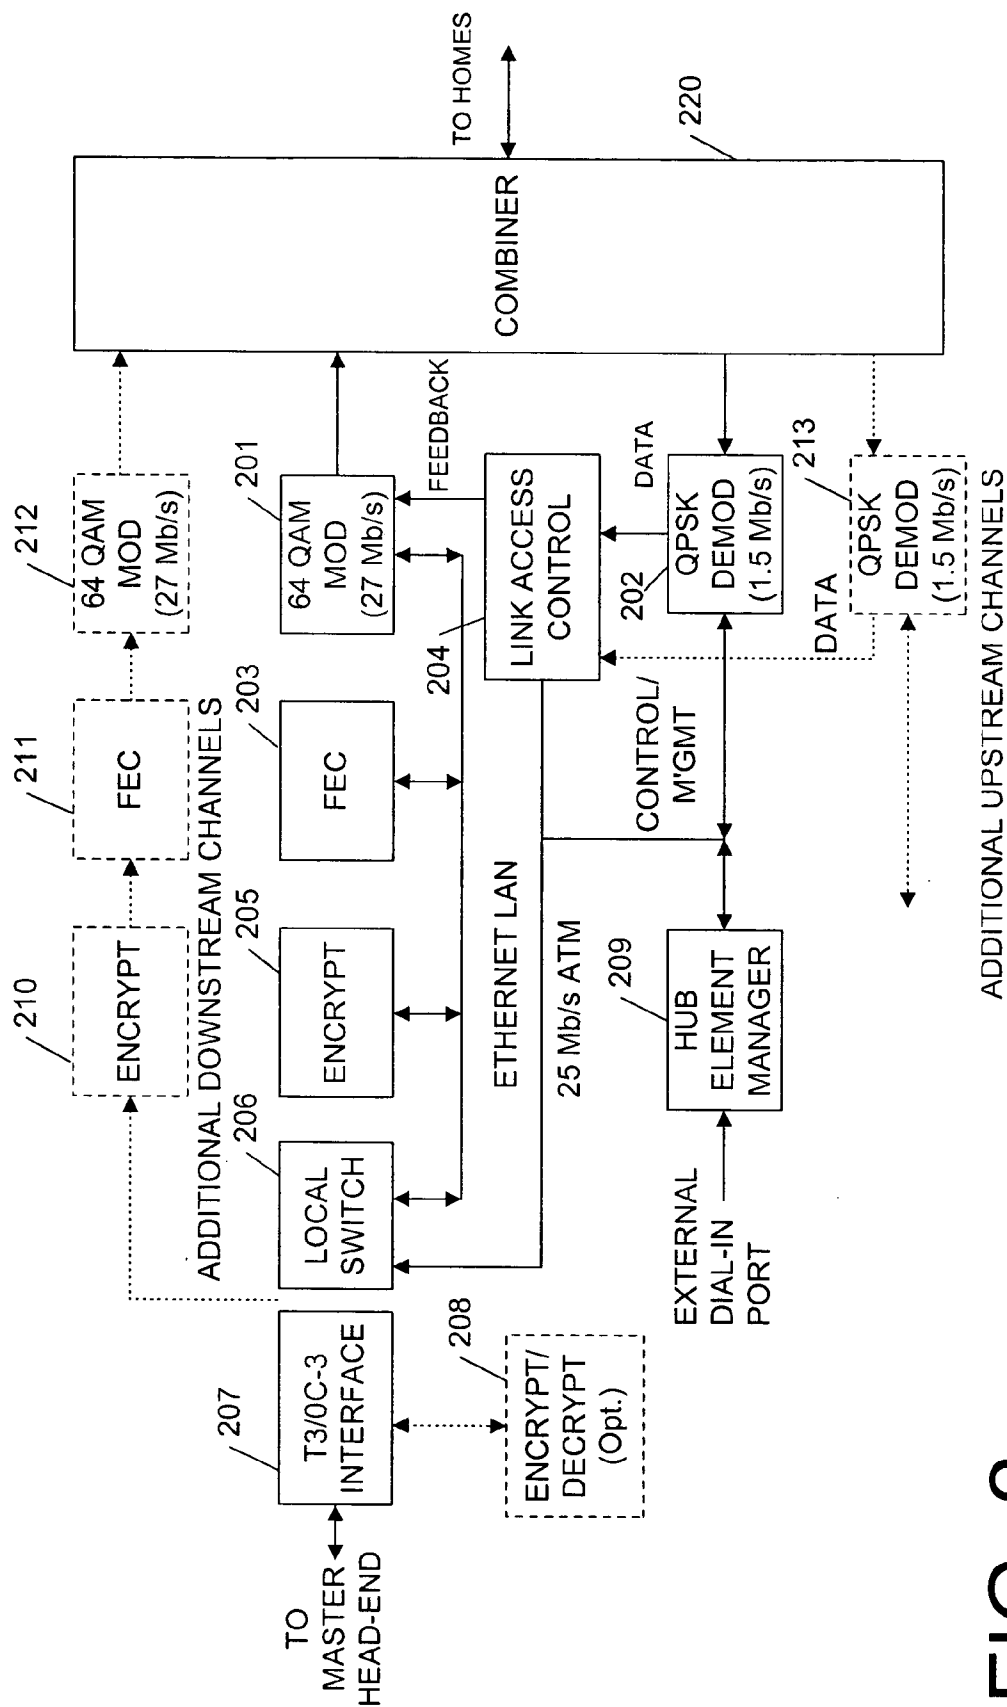 212
64 QAM
MOD
(27 Mb/s)
211
FEC
210
ENCRYPT
ADDITIONAL DOWNSTREAM CHANNELS
201
64 QAM
MOD
(27 Mb/s)
203
FEC
205
ENCRYPT
206
LOCAL
SWITCH
207
T3/0C-3
INTERFACE
TO
MASTER
HEAD-END
208
ENCRYPT/
DECRYPT
(Opt.)
FEEDBACK
204
LINK ACCESS
CONTROL
ETHERNET LAN
25 Mb/s ATM
CONTROL/
M'GMT
DATA
202
QPSK
DEMOD
(1.5 Mb/s)
209
HUB
ELEMENT
MANAGER
EXTERNAL
DIAL-IN
PORT
DATA
213
QPSK
DEMOD
(1.5 Mb/s)
ADDITIONAL UPSTREAM CHANNELS
COMBINER
220
TO HOMES
FIG.